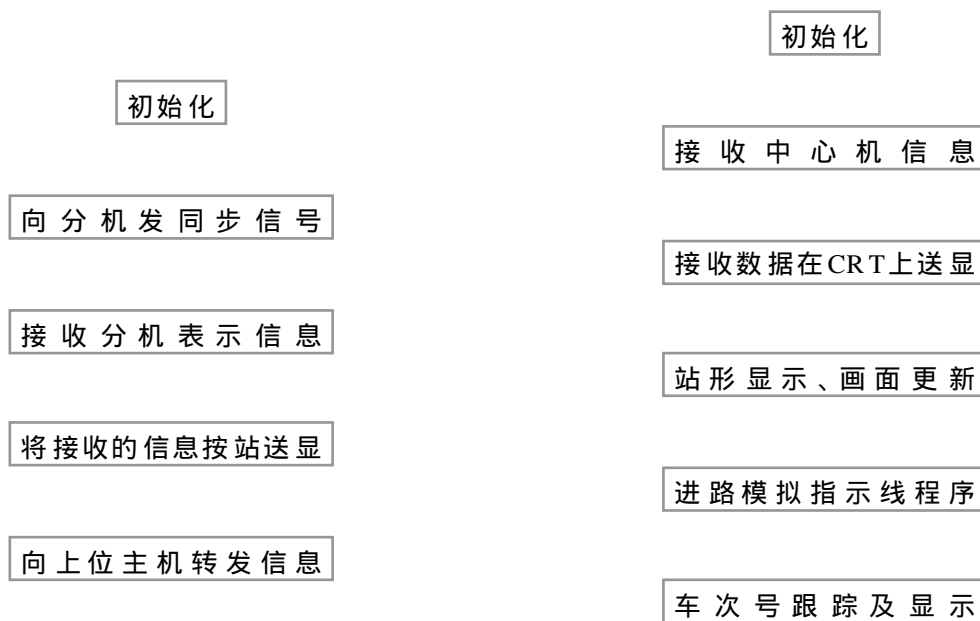 初始化
向分机发同步信号
接收分机表示信息
将接收的信息按站送显
向上位主机转发信息
初始化
接收中心机信息
接收数据在CRT上送显
站形显示、画面更新
进路模拟指示线程序
车次号跟踪及显示